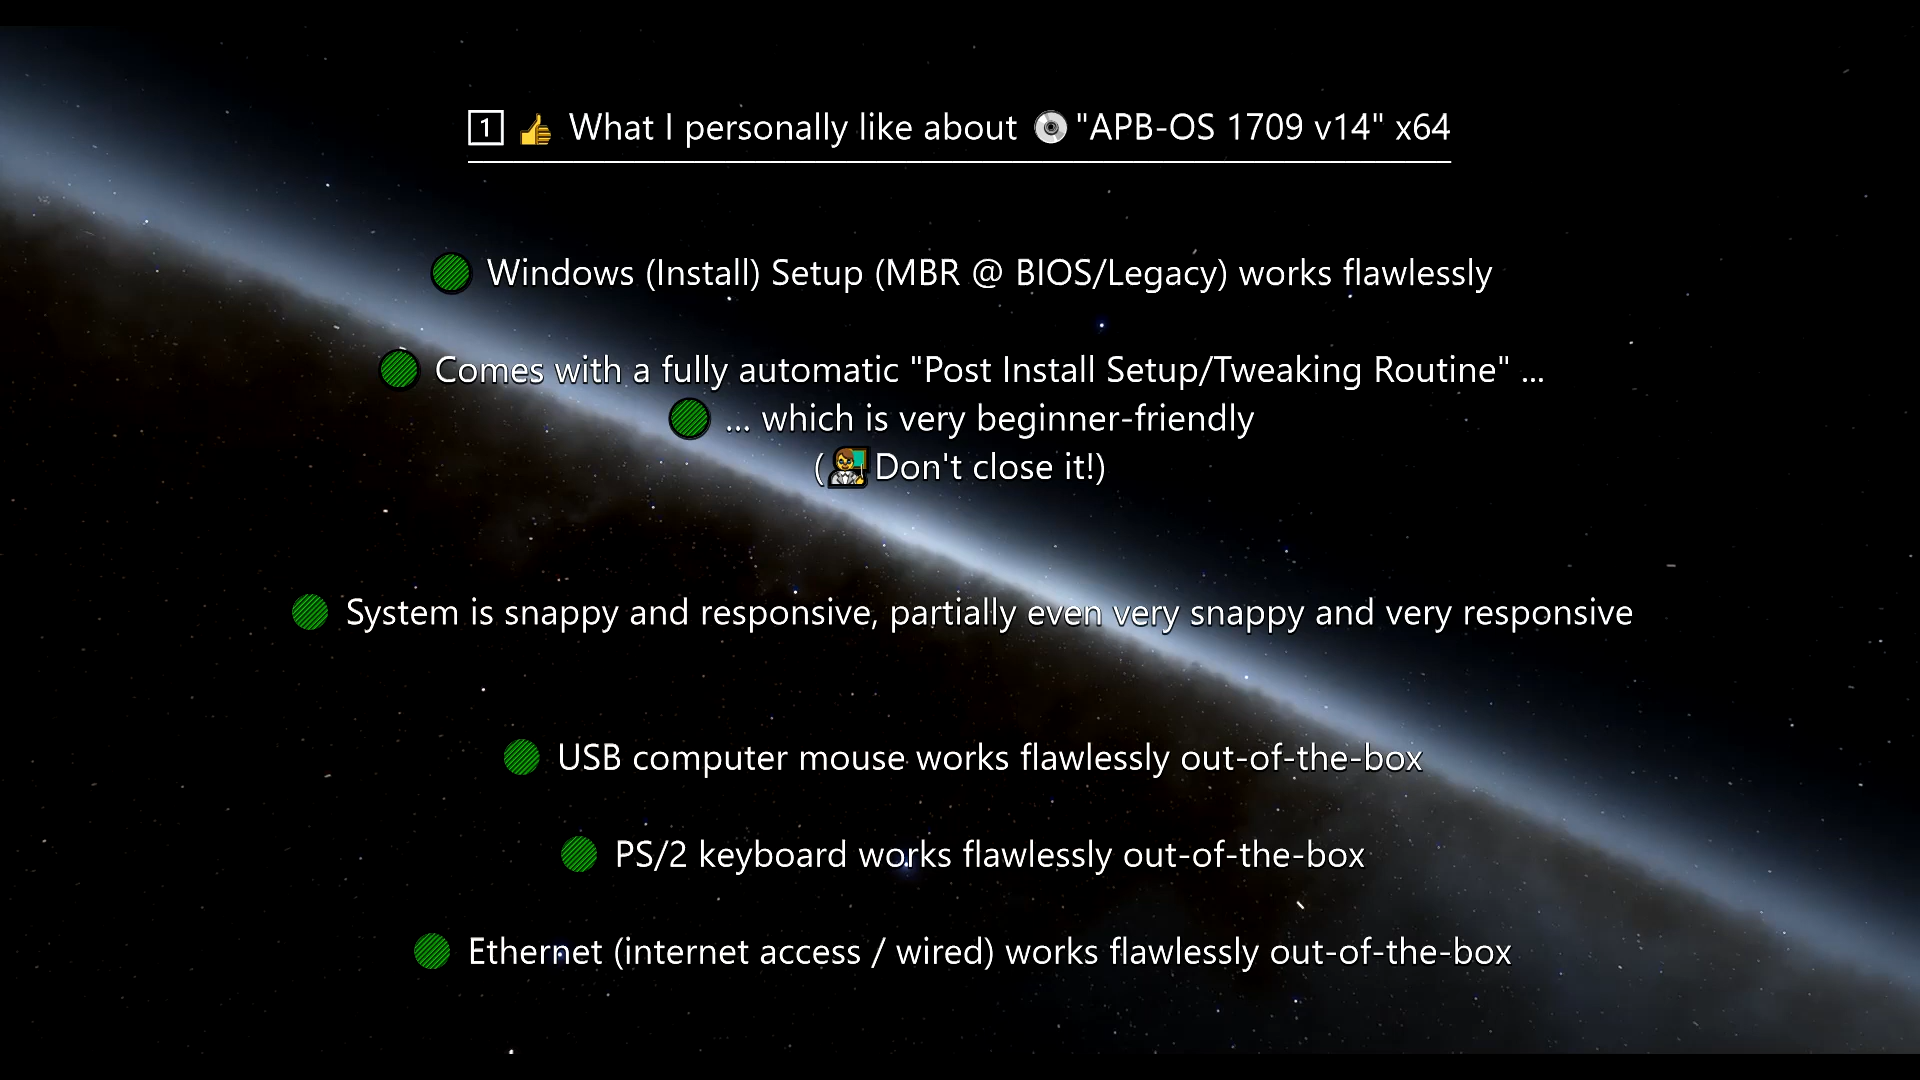 1 👍 What I personally like about 💿"APB-OS 1709 v14" x64
Windows (Install) Setup (MBR @ BIOS/Legacy) works flawlessly
Comes with a fully automatic "Post Install Setup/Tweaking Routine" ...
... which is very beginner-friendly
(🧑‍🏫Don't close it!)
System is snappy and responsive, partially even very snappy and very responsive
USB computer mouse works flawlessly out-of-the-box
PS/2 keyboard works flawlessly out-of-the-box
Ethernet (internet access / wired) works flawlessly out-of-the-box